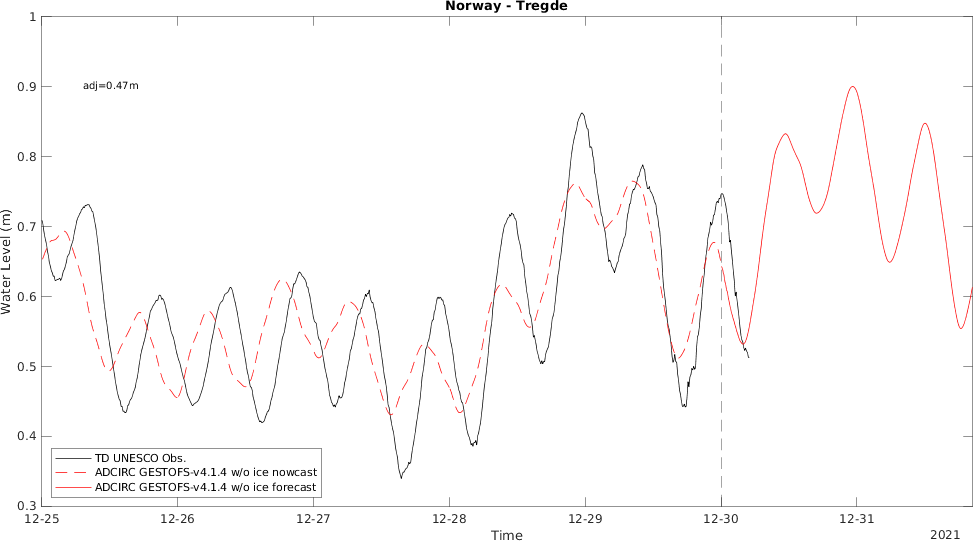 Norway - Tregde
1
0.9
0.8
0.7
0.6
0.5
0.4
0.3
Water Level (m)
adj=0.47m
TD UNESCO Obs.
ADCIRC GESTOFS-v4.1.4 w/o ice nowcast
ADCIRC GESTOFS-v4.1.4 w/o ice forecast
12-25 12-26 12-27 12-28 12-29 12-30 12-31
Time
2021